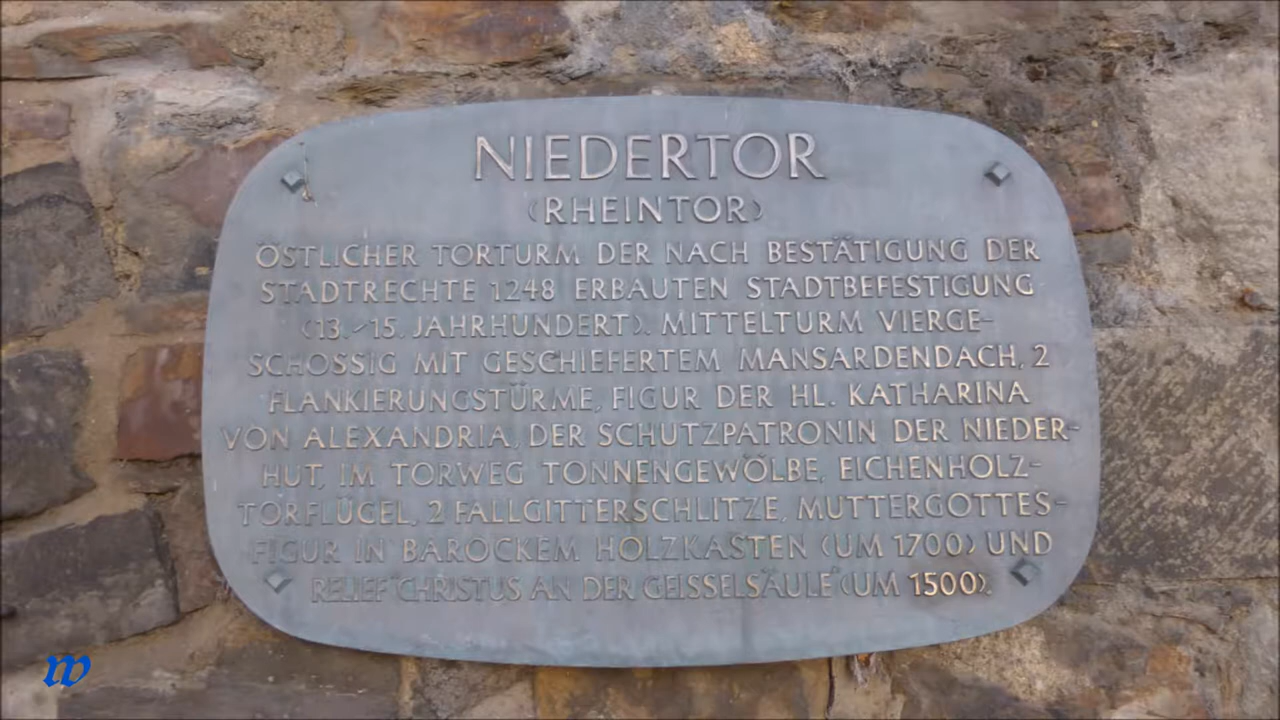 NIEDERTOR
(RHEINTOR)
ÖSTLICHER TORTURM DER NACH BESTÄTIGUNG DER
STADTRECHTE 1248 ERBAUTEN STADTBEFESTIGUNG
(13.-15. JAHRHUNDERT). MITTELTURM VIERGE-
SCHOSSIG MIT GESCHIEFERTEM MANSARDENDACH, 2
FLANKIERUNGSTÜRME, FIGUR DER HL. KATHARINA
VON ALEXANDRIA, DER SCHUTZPATRONIN DER NIEDER-
HUT, IM TORWEG TONNENGEWÖLBE, EICHENHOLZ-
TORFLÜGEL, 2 FALLGITTERSCHLITZE, MUTTERGOTTES-
FIGUR IN BAROCKEM HOLZKASTEN (UM 1700) UND
RELIEF "CHRISTUS AN DER GEISSELSÄULE" (UM 1500).
w